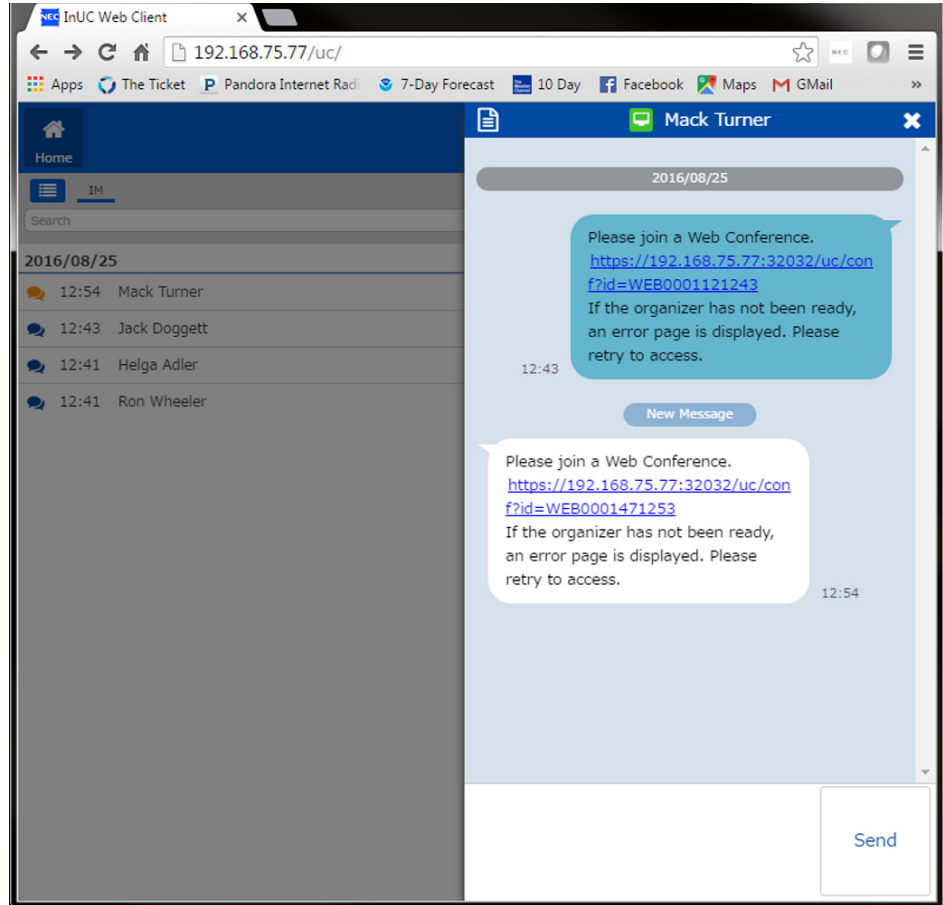 NEC InUC Web Client
192.168.75.77/uc/
NEC
Apps The Ticket P Pandora Internet Radi 7-Day Forecast 10 Day Facebook Maps GMail »
Home
Mack Turner
IM
Search
2016/08/25
12:54 Mack Turner
12:43 Jack Doggett
12:41 Helga Adler
12:41 Ron Wheeler
2016/08/25
Please join a Web Conference.
https://192.168.75.77:32032/uc/con
f?id=WEB0001121243
If the organizer has not been ready,
an error page is displayed. Please
retry to access.
12:43
New Message
Please join a Web Conference.
https://192.168.75.77:32032/uc/con
f?id=WEB0001471253
If the organizer has not been ready,
an error page is displayed. Please
retry to access.
12:54
Send